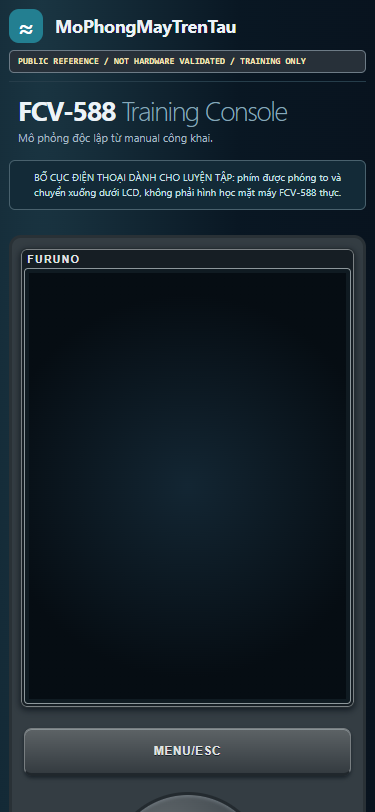 ≈ MoPhongMayTrenTau
PUBLIC REFERENCE / NOT HARDWARE VALIDATED / TRAINING ONLY
FCV-588 Training Console
Mô phỏng độc lập từ manual công khai.
BỐ CỤC ĐIỆN THOẠI DÀNH CHO LUYỆN TẬP: phím được phóng to và
chuyển xuống dưới LCD, không phải hình học mặt máy FCV-588 thực.
FURUNO
MENU/ESC